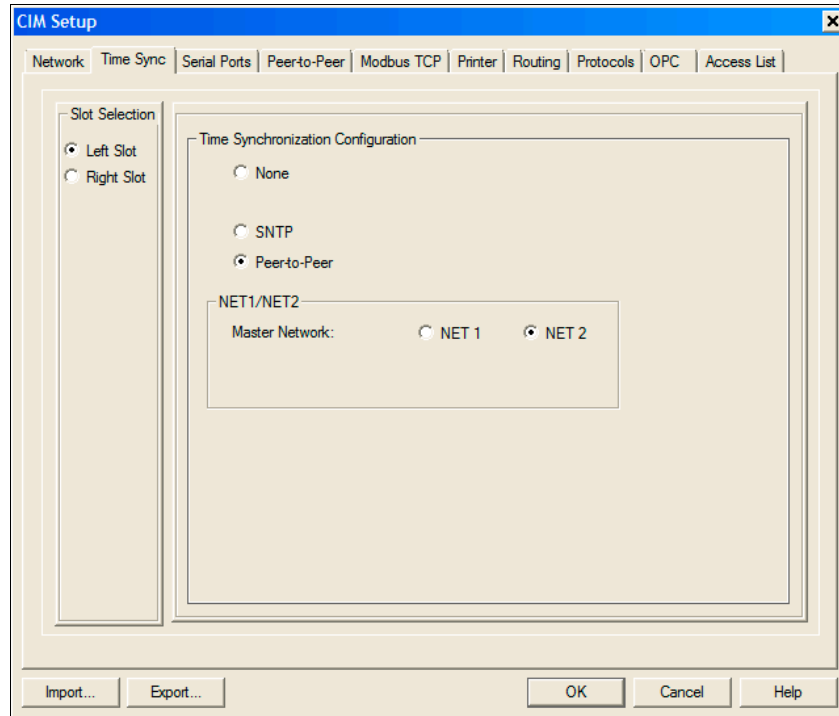 CIM Setup
Network Time Sync Serial Ports Peer-to-Peer Modbus TCP Printer Routing Protocols OPC Access List
Slot Selection
Left Slot
Right Slot
Time Synchronization Configuration
None
SNTP
Peer-to-Peer
NET1/NET2
Master Network: NET 1 NET 2
Import... Export... OK Cancel Help